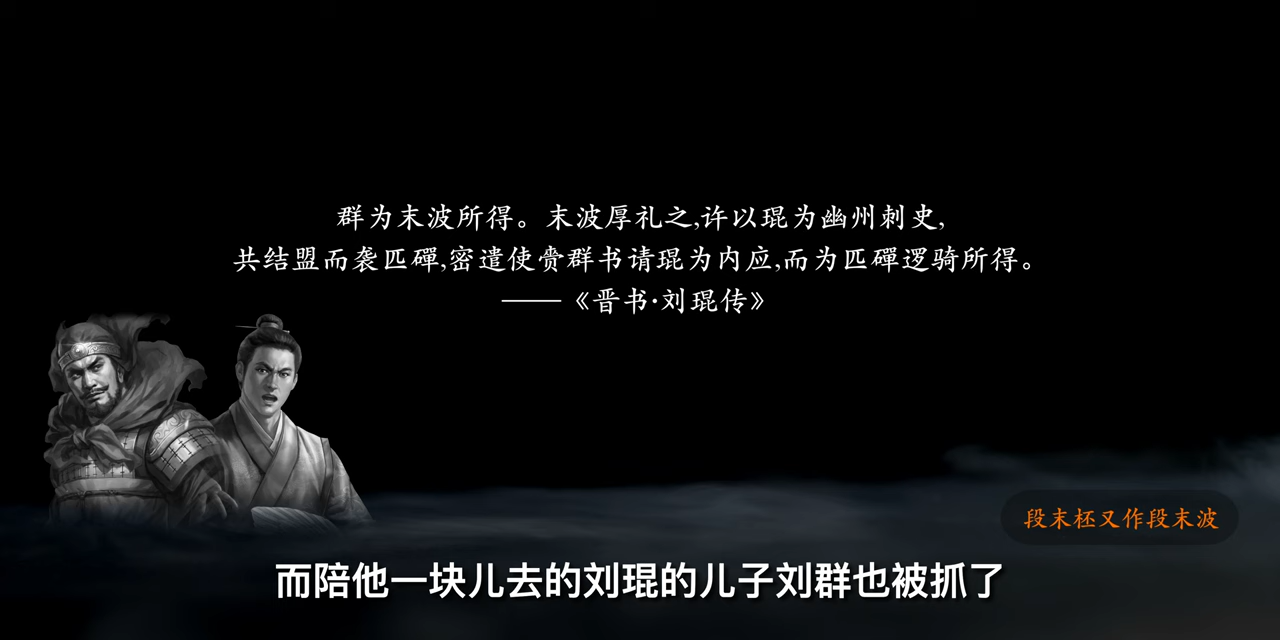 群为末波所得。末波厚礼之,许以琨为幽州刺史,
共结盟而袭匹磾,密遣使赍群书请琨为内应,而为匹磾逻骑所得。
——《晋书·刘琨传》
段末柸又作段末波
而陪他一块儿去的刘琨的儿子刘群也被抓了